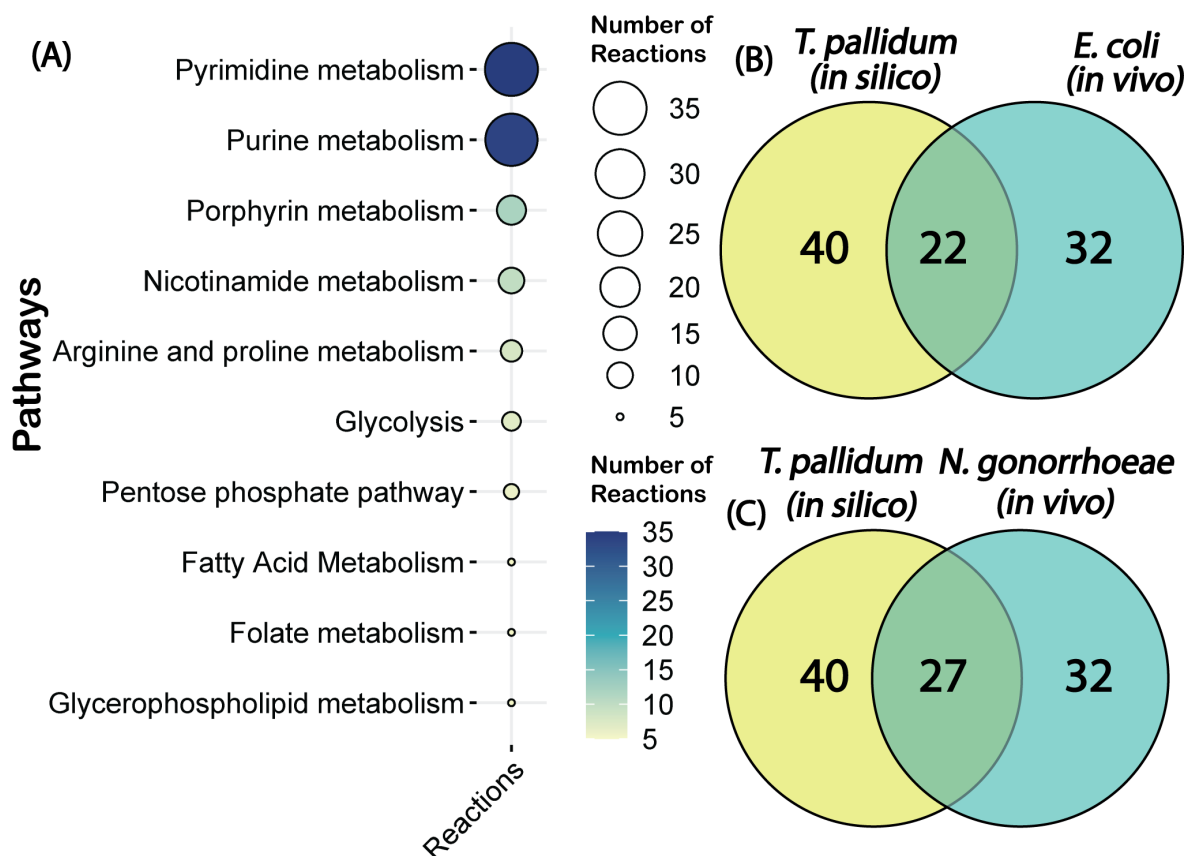 (A)
Pathways
Pyrimidine metabolism
Purine metabolism
Porphyrin metabolism
Nicotinamide metabolism
Arginine and proline metabolism
Glycolysis
Pentose phosphate pathway
Fatty Acid Metabolism
Folate metabolism
Glycerophospholipid metabolism
Reactions
Number of
Reactions
35
30
25
20
15
10
5
Number of
Reactions
35
30
25
20
15
10
5
(B)
T. pallidum
(in silico)
E. coli
(in vivo)
40
22
32
(C)
T. pallidum
(in silico)
N. gonorrhoeae
(in vivo)
40
27
32